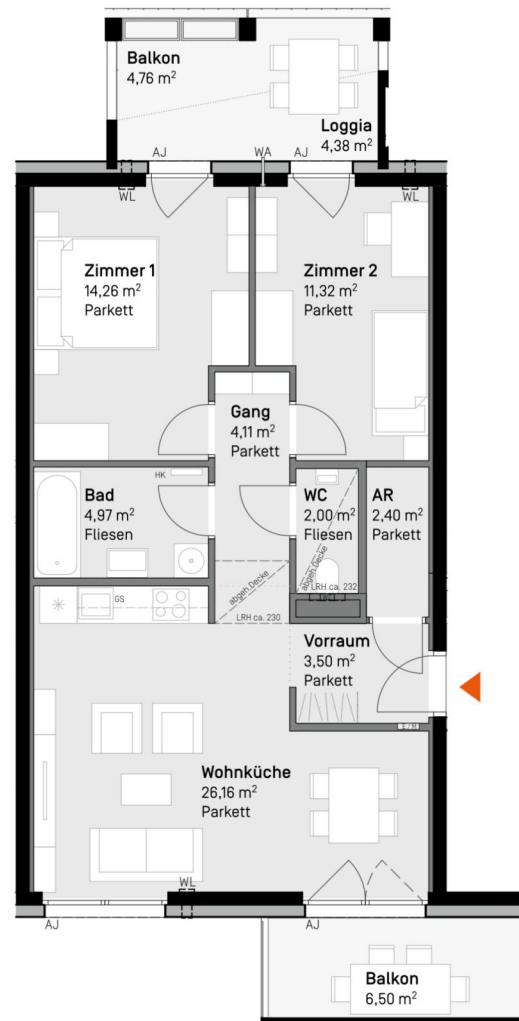 Balkon
4,76 m²
Loggia
4,38 m²
AJ
WA
AJ
WL
WL
Zimmer 1
14,26 m²
Parkett
Zimmer 2
11,32 m²
Parkett
Gang
4,11 m²
Parkett
HK
Bad
4,97 m²
Fliesen
WC
2,00 m²
Fliesen
AR
2,40 m²
Parkett
abgeh.Decke
abgeh.Decke
LRH ca. 232
GS
LRH ca. 230
Vorraum
3,50 m²
Parkett
Wohnküche
26,16 m²
Parkett
WL
AJ
AJ
Balkon
6,50 m²